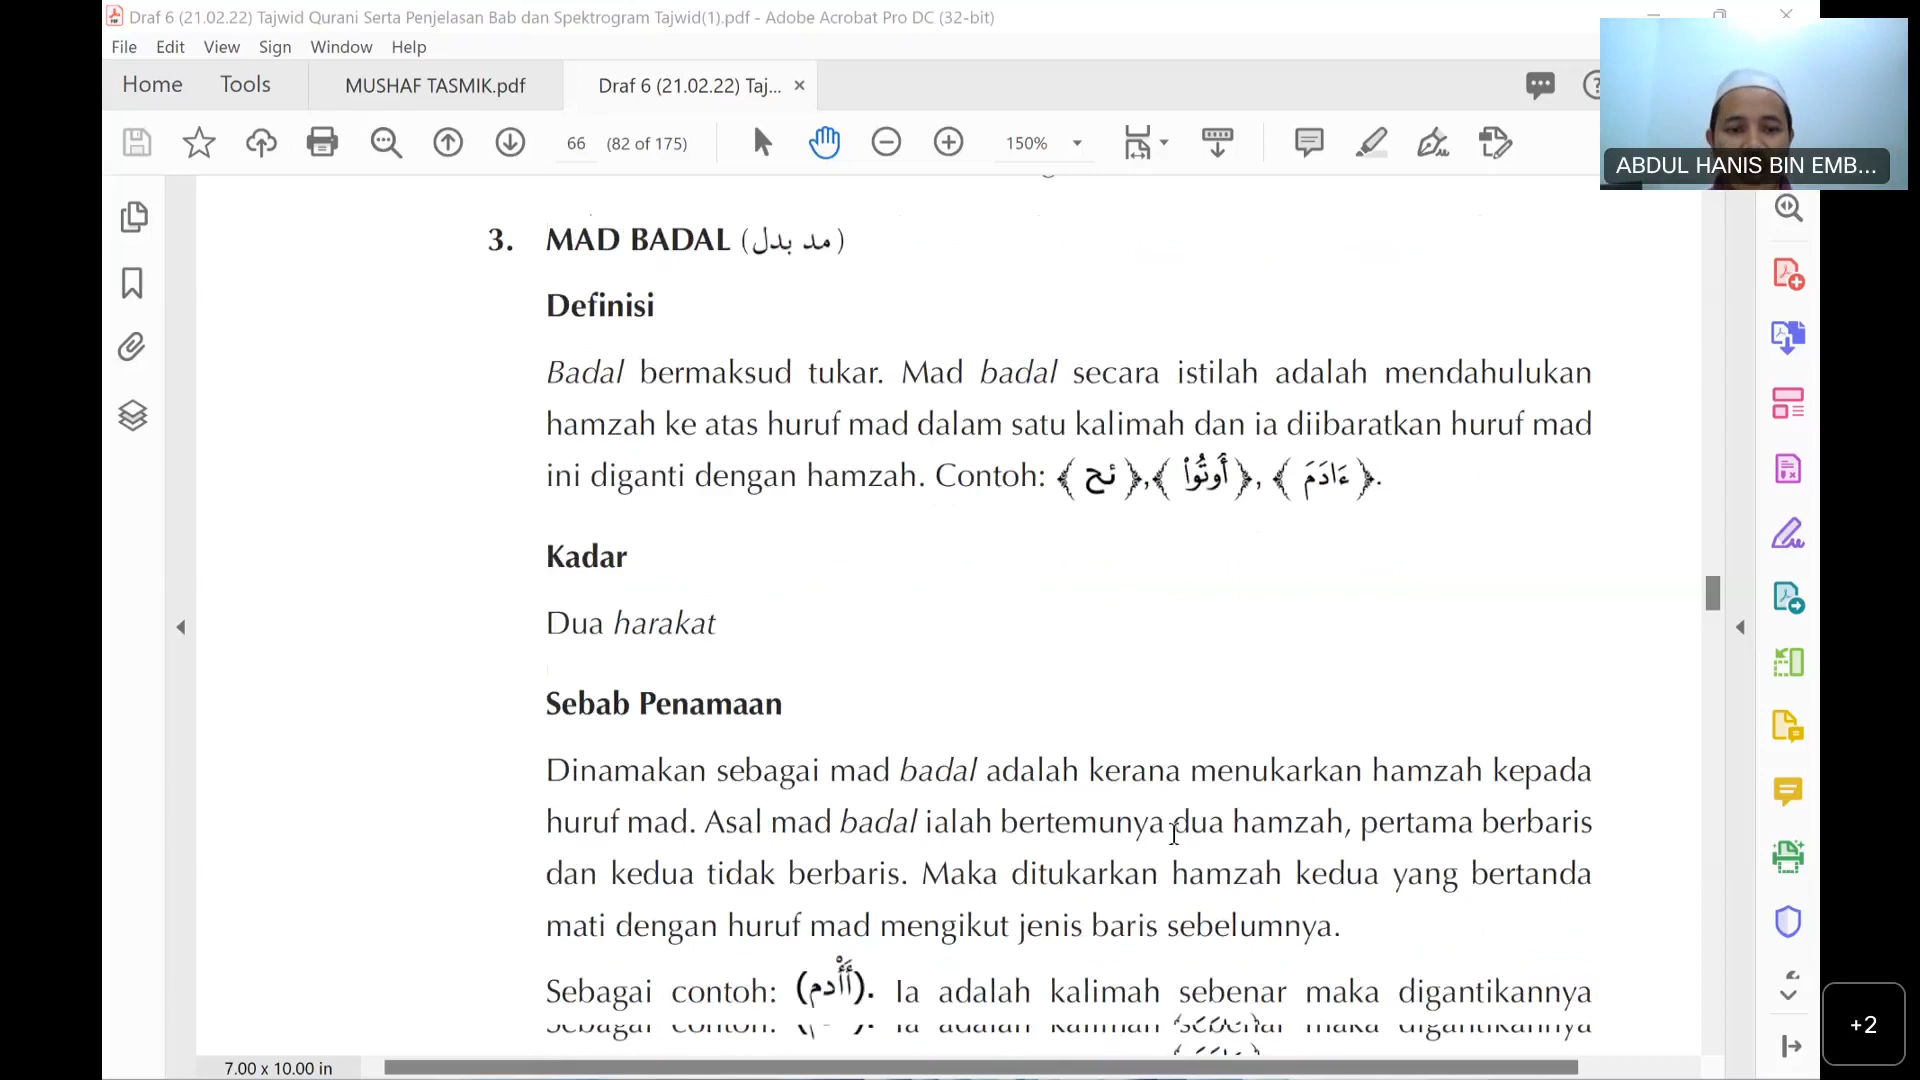 Draf 6 (21.02.22) Tajwid Qurani Serta Penjelasan Bab dan Spektrogram Tajwid(1).pdf - Adobe Acrobat Pro DC (32-bit)
File Edit View Sign Window Help
Home Tools MUSHAF TASMIK.pdf Draf 6 (21.02.22) Taj... ×
66 (82 of 175) 150%
ABDUL HANIS BIN EMB...
3. MAD BADAL (مد بدل)
Definisi
Badal bermaksud tukar. Mad badal secara istilah adalah mendahulukan
hamzah ke atas huruf mad dalam satu kalimah dan ia diibaratkan huruf mad
ini diganti dengan hamzah. Contoh: ﴿ ﴾,﴿أُوتُوا۟﴾, ﴿ءَادَمَ﴾.
Kadar
Dua harakat
Sebab Penamaan
Dinamakan sebagai mad badal adalah kerana menukarkan hamzah kepada
huruf mad. Asal mad badal ialah bertemunya dua hamzah, pertama berbaris
dan kedua tidak berbaris. Maka ditukarkan hamzah kedua yang bertanda
mati dengan huruf mad mengikut jenis baris sebelumnya.
Sebagai contoh: (أَأْدم). Ia adalah kalimah sebenar maka digantikannya
7.00 x 10.00 in
+2